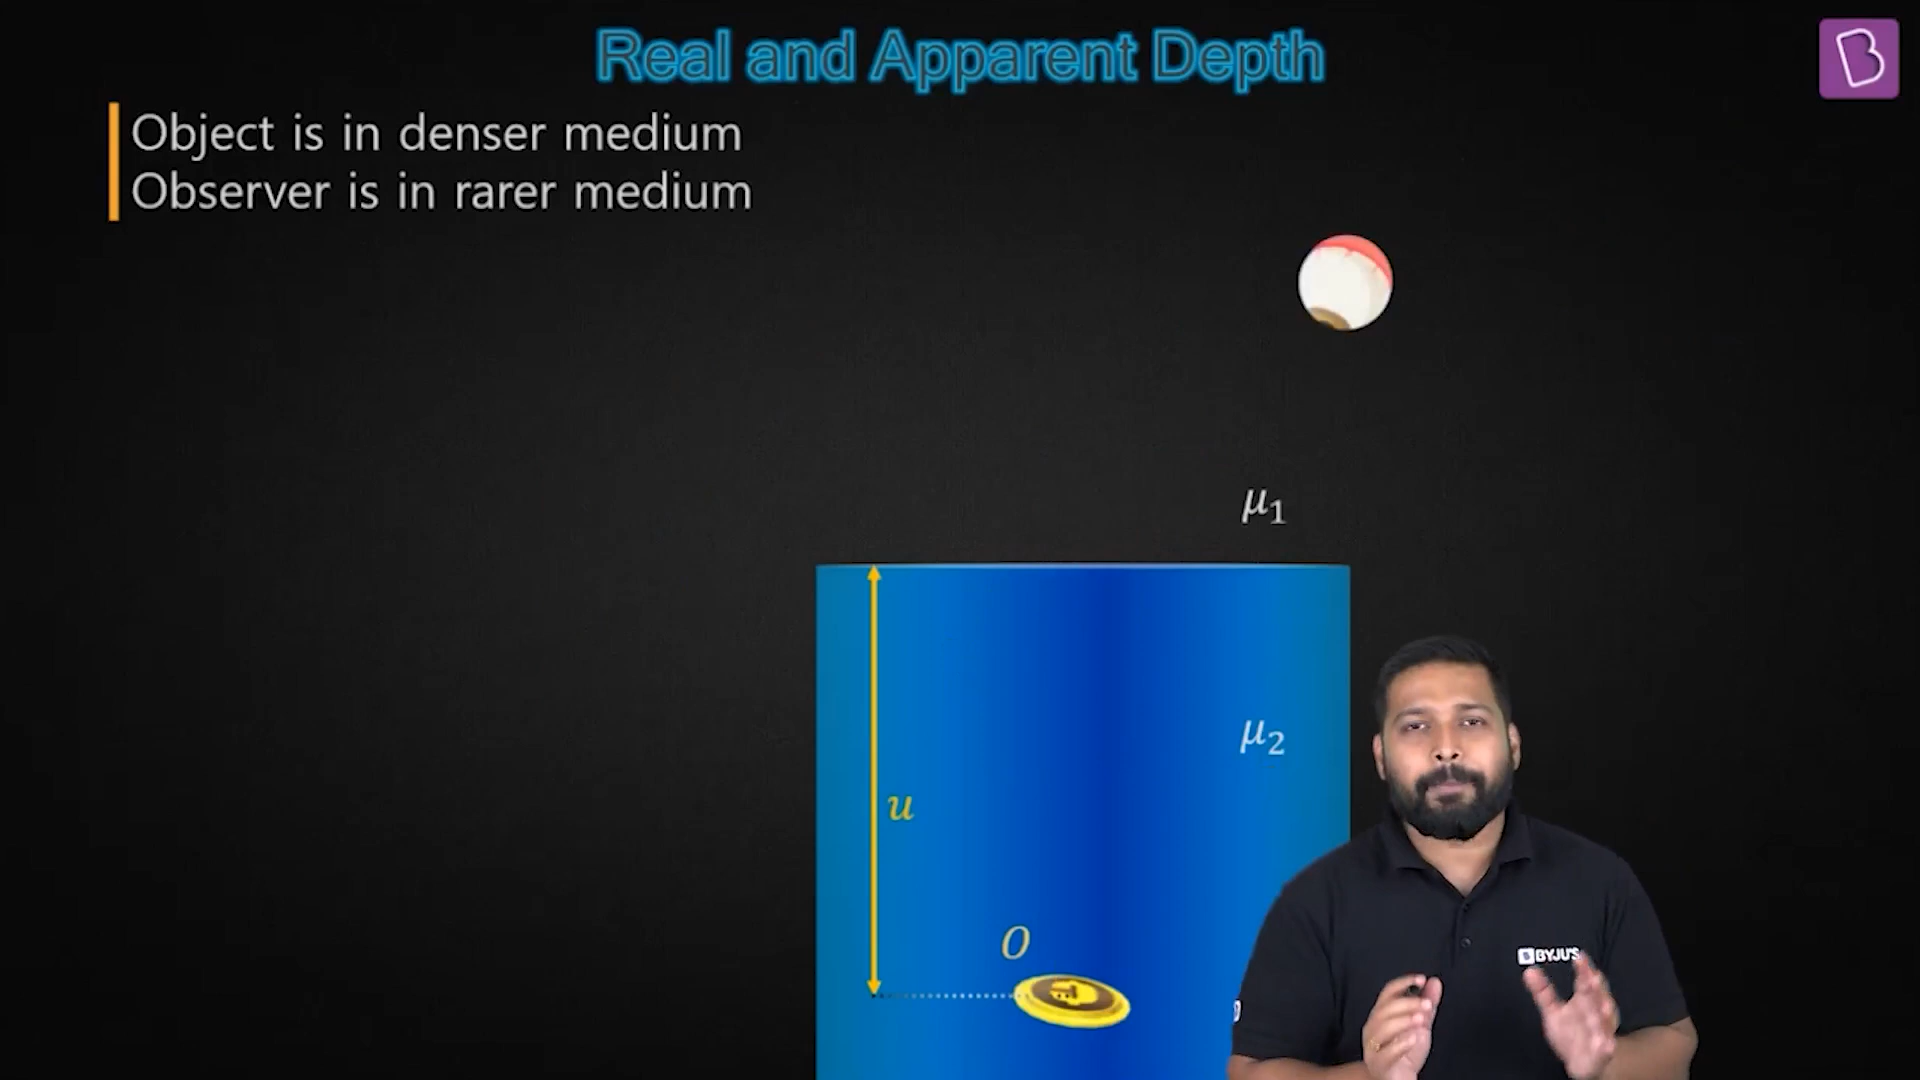 Real and Apparent Depth
Object is in denser medium
Observer is in rarer medium
μ₁
μ₂
u
O
BYJU'S